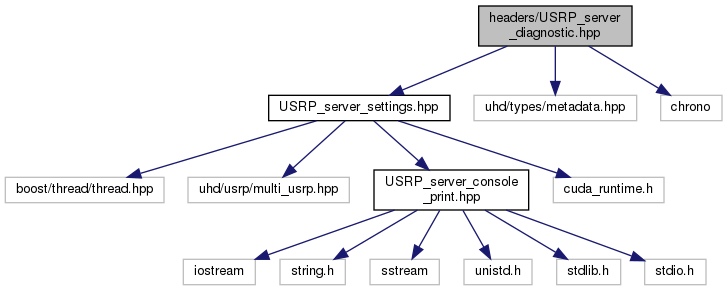 headers/USRP_server
_diagnostic.hpp
USRP_server_settings.hpp
uhd/types/metadata.hpp
chrono
boost/thread/thread.hpp
uhd/usrp/multi_usrp.hpp
USRP_server_console
_print.hpp
cuda_runtime.h
iostream
string.h
sstream
unistd.h
stdlib.h
stdio.h